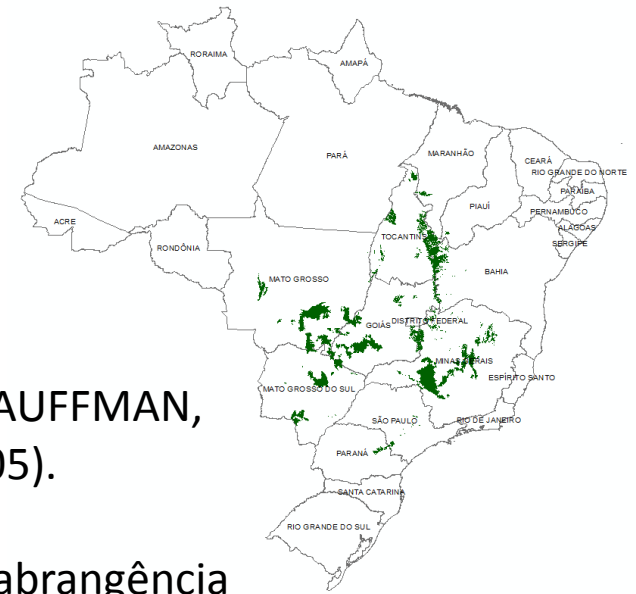 RORAIMA
AMAPÁ
AMAZONAS
PARÁ
MARANHÃO
CEARÁ
RIO GRANDE DO NORTE
PARAÍBA
PIAUÍ
PERNAMBUCO
ACRE
ALAGOAS
TOCANTINS
SERGIPE
RONDÔNIA
BAHIA
MATO GROSSO
GOIÁS
DISTRITO FEDERAL
MINAS GERAIS
ESPÍRITO SANTO
MATO GROSSO DO SUL
AUFFMAN,
SÃO PAULO
RIO DE JANEIRO
PARANÁ
05).
SANTA CATARINA
RIO GRANDE DO SUL
abrangência